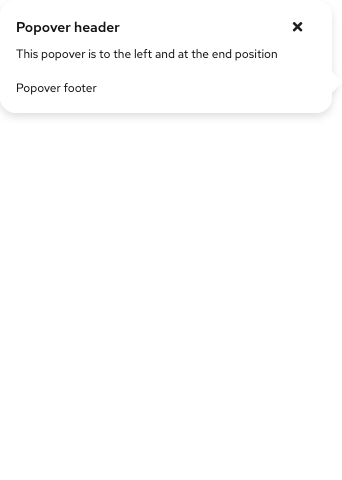 Popover header
This popover is to the left and at the end position
Popover footer